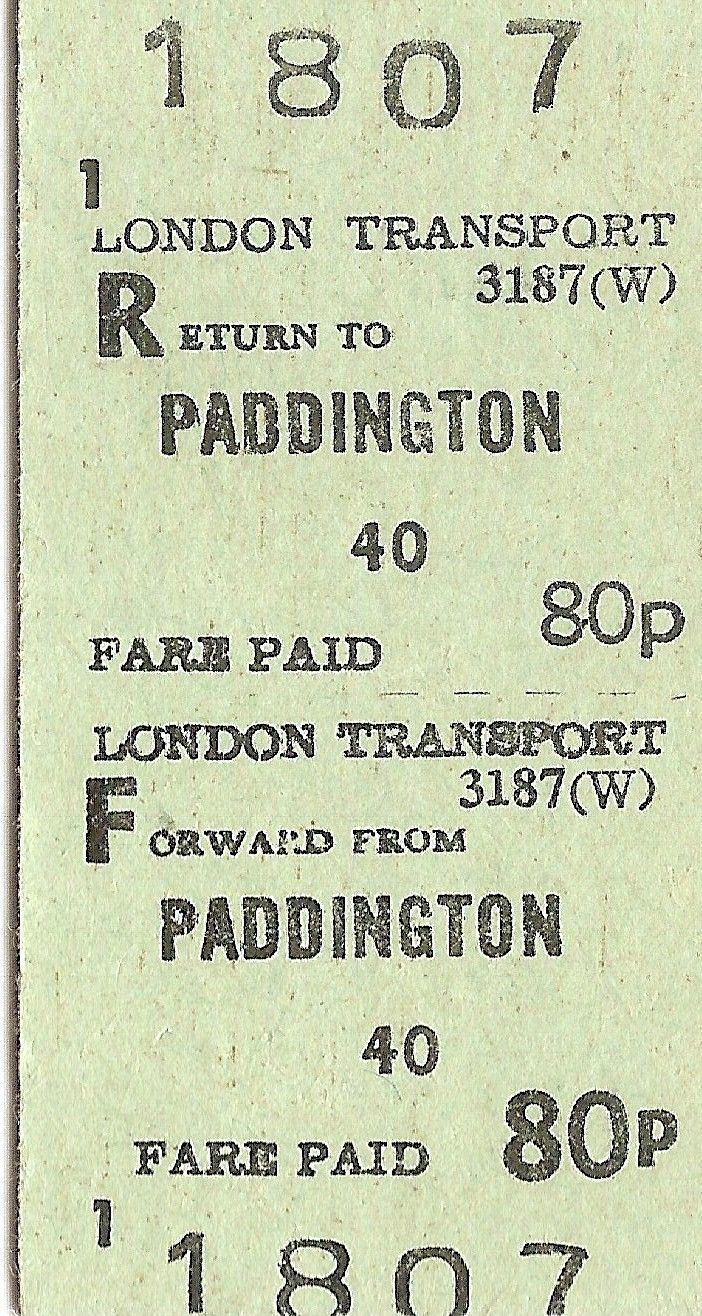 1807
1
LONDON TRANSPORT
3187(W)
RETURN TO
PADDINGTON
40
80p
FARE PAID
LONDON TRANSPORT
3187(W)
FORWARD FROM
PADDINGTON
40
FARE PAID 80P
1
1807